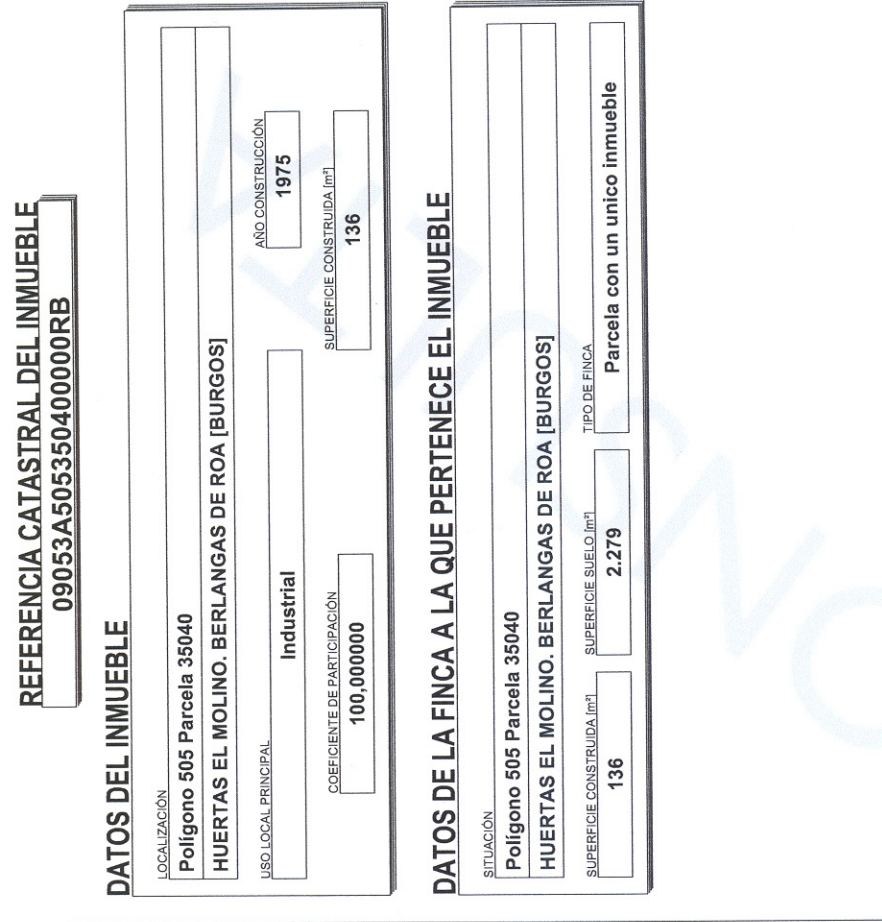 REFERENCIA CATASTRAL DEL INMUEBLE
09053A505350400000RB
DATOS DEL INMUEBLE
LOCALIZACIÓN
Polígono 505 Parcela 35040
HUERTAS EL MOLINO. BERLANGAS DE ROA [BURGOS]
USO LOCAL PRINCIPAL
Industrial
AÑO CONSTRUCCIÓN
1975
COEFICIENTE DE PARTICIPACIÓN
100,000000
SUPERFICIE CONSTRUIDA [m²]
136
DATOS DE LA FINCA A LA QUE PERTENECE EL INMUEBLE
SITUACIÓN
Polígono 505 Parcela 35040
HUERTAS EL MOLINO. BERLANGAS DE ROA [BURGOS]
SUPERFICIE CONSTRUIDA [m²]
136
SUPERFICIE SUELO [m²]
2.279
TIPO DE FINCA
Parcela con un unico inmueble